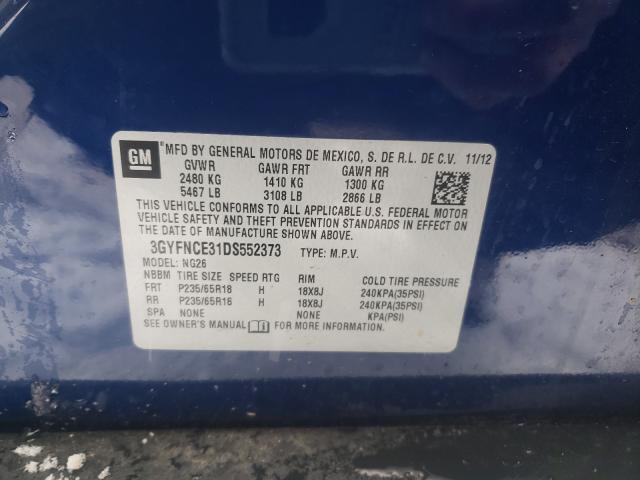 GM
®MFD BY GENERAL MOTORS DE MEXICO, S. DE R.L. DE C.V. 11/12
GVWR GAWR FRT GAWR RR
2480 KG 1410 KG 1300 KG
5467 LB 3108 LB 2866 LB
THIS VEHICLE CONFORMS TO ALL APPLICABLE U.S. FEDERAL MOTOR
VEHICLE SAFETY AND THEFT PREVENTION STANDARDS IN EFFECT ON
THE DATE OF MANUFACTURE SHOWN ABOVE.
3GYFNCE31DS552373 TYPE: M.P.V.
MODEL: NG26
NBBM TIRE SIZE SPEED RTG RIM COLD TIRE PRESSURE
FRT P235/65R18 H 18X8J 240KPA(35PSI)
RR P235/65R18 H 18X8J 240KPA(35PSI)
SPA NONE NONE KPA(PSI)
SEE OWNER'S MANUAL FOR MORE INFORMATION.